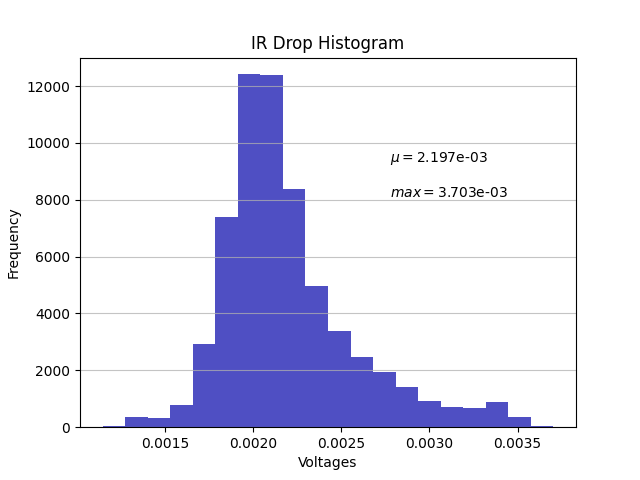 IR Drop Histogram
12000
10000
8000
6000
4000
2000
0
Frequency
μ = 2.197e-03
max = 3.703e-03
0.0015 0.0020 0.0025 0.0030 0.0035
Voltages